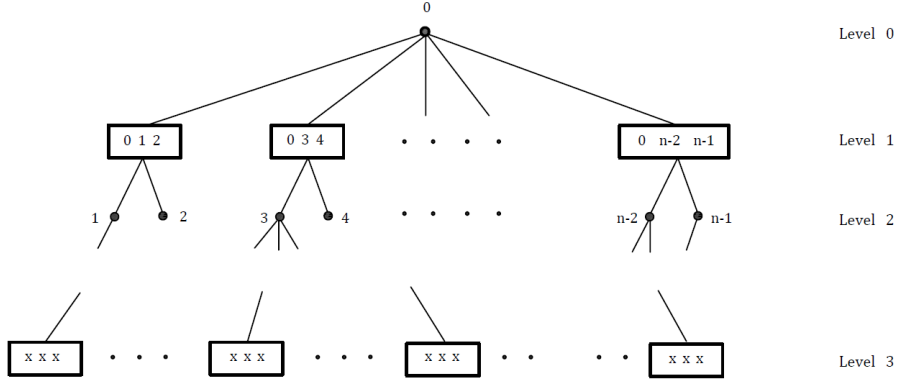 0
Level 0
0 1 2
0 3 4
0 n-2 n-1
Level 1
1 2 3 4 n-2 n-1
Level 2
x x x
x x x
x x x
x x x
Level 3